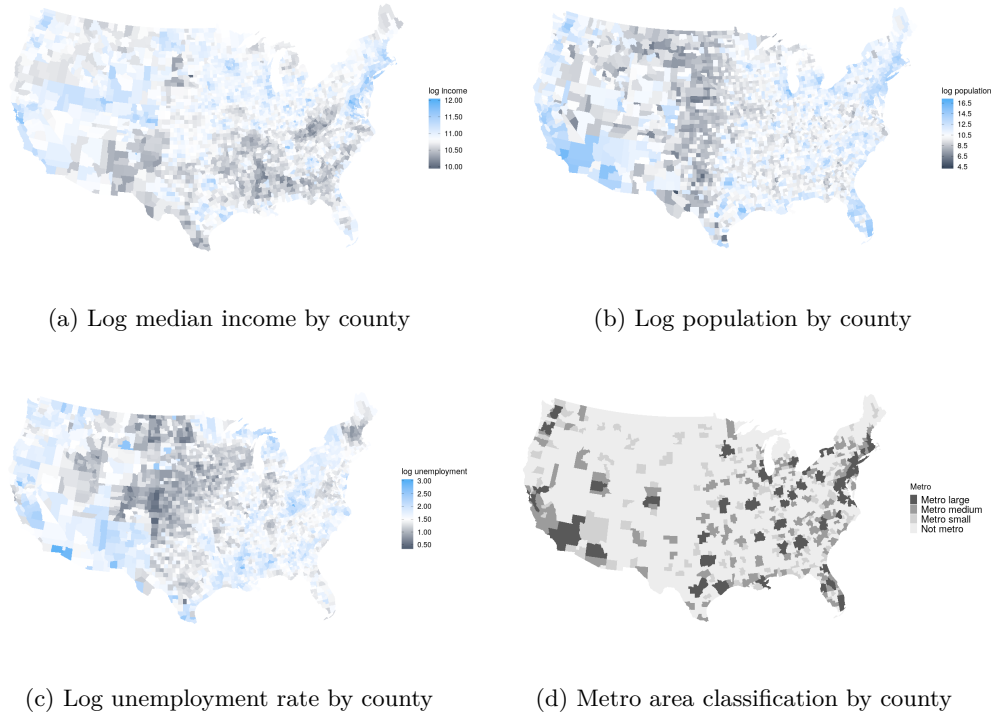 log income
12.00
11.50
11.00
10.50
10.00
log population
16.5
14.5
12.5
10.5
8.5
6.5
4.5
(a) Log median income by county
(b) Log population by county
log unemployment
3.00
2.50
2.00
1.50
1.00
0.50
Metro
Metro large
Metro medium
Metro small
Not metro
(c) Log unemployment rate by county
(d) Metro area classification by county